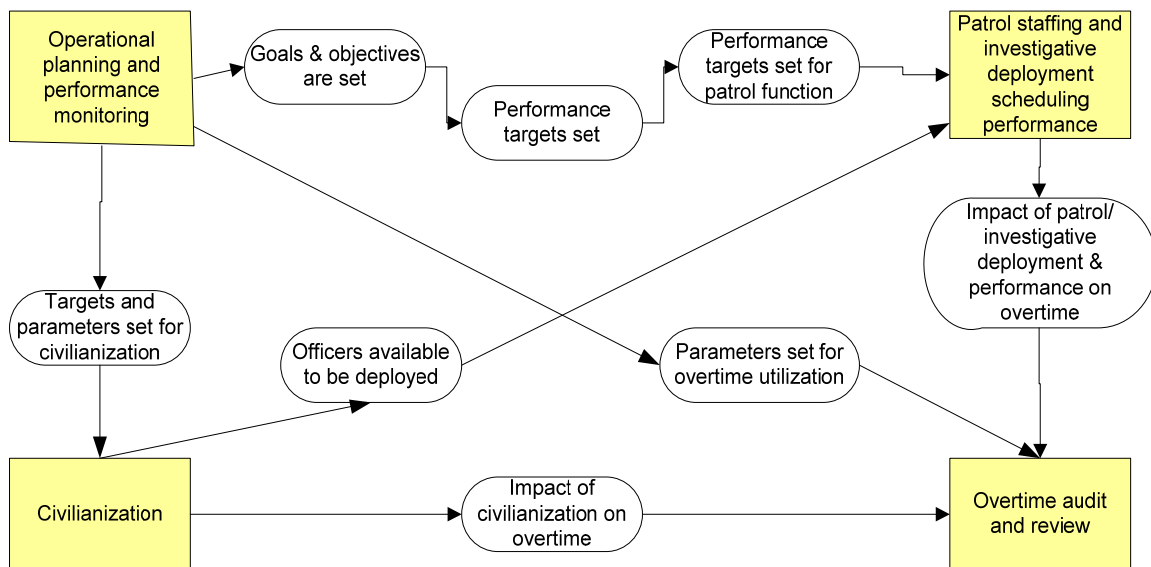 Operational
planning and
performance
monitoring
Goals & objectives
are set
Performance
targets set
Performance
targets set for
patrol function
Patrol staffing and
investigative
deployment
scheduling
performance
Impact of patrol/
investigative
deployment &
performance on
overtime
Targets and
parameters set for
civilianization
Officers available
to be deployed
Parameters set for
overtime utilization
Civilianization
Impact of
civilianization on
overtime
Overtime audit
and review